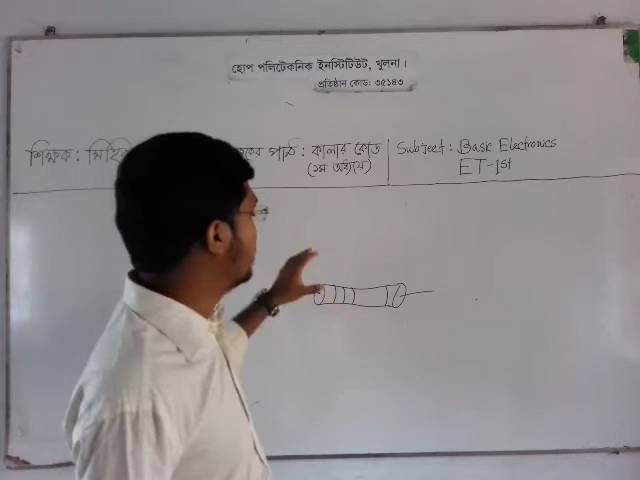 হোপ পলিটেকনিক ইনস্টিটিউট, খুলনা।
প্রতিষ্ঠান কোড: ৩৫১৪৩
শিক্ষক : পাঠ : কালার কোড Subject : Basic Electronics
(১ম অধ্যায়) ET-1st